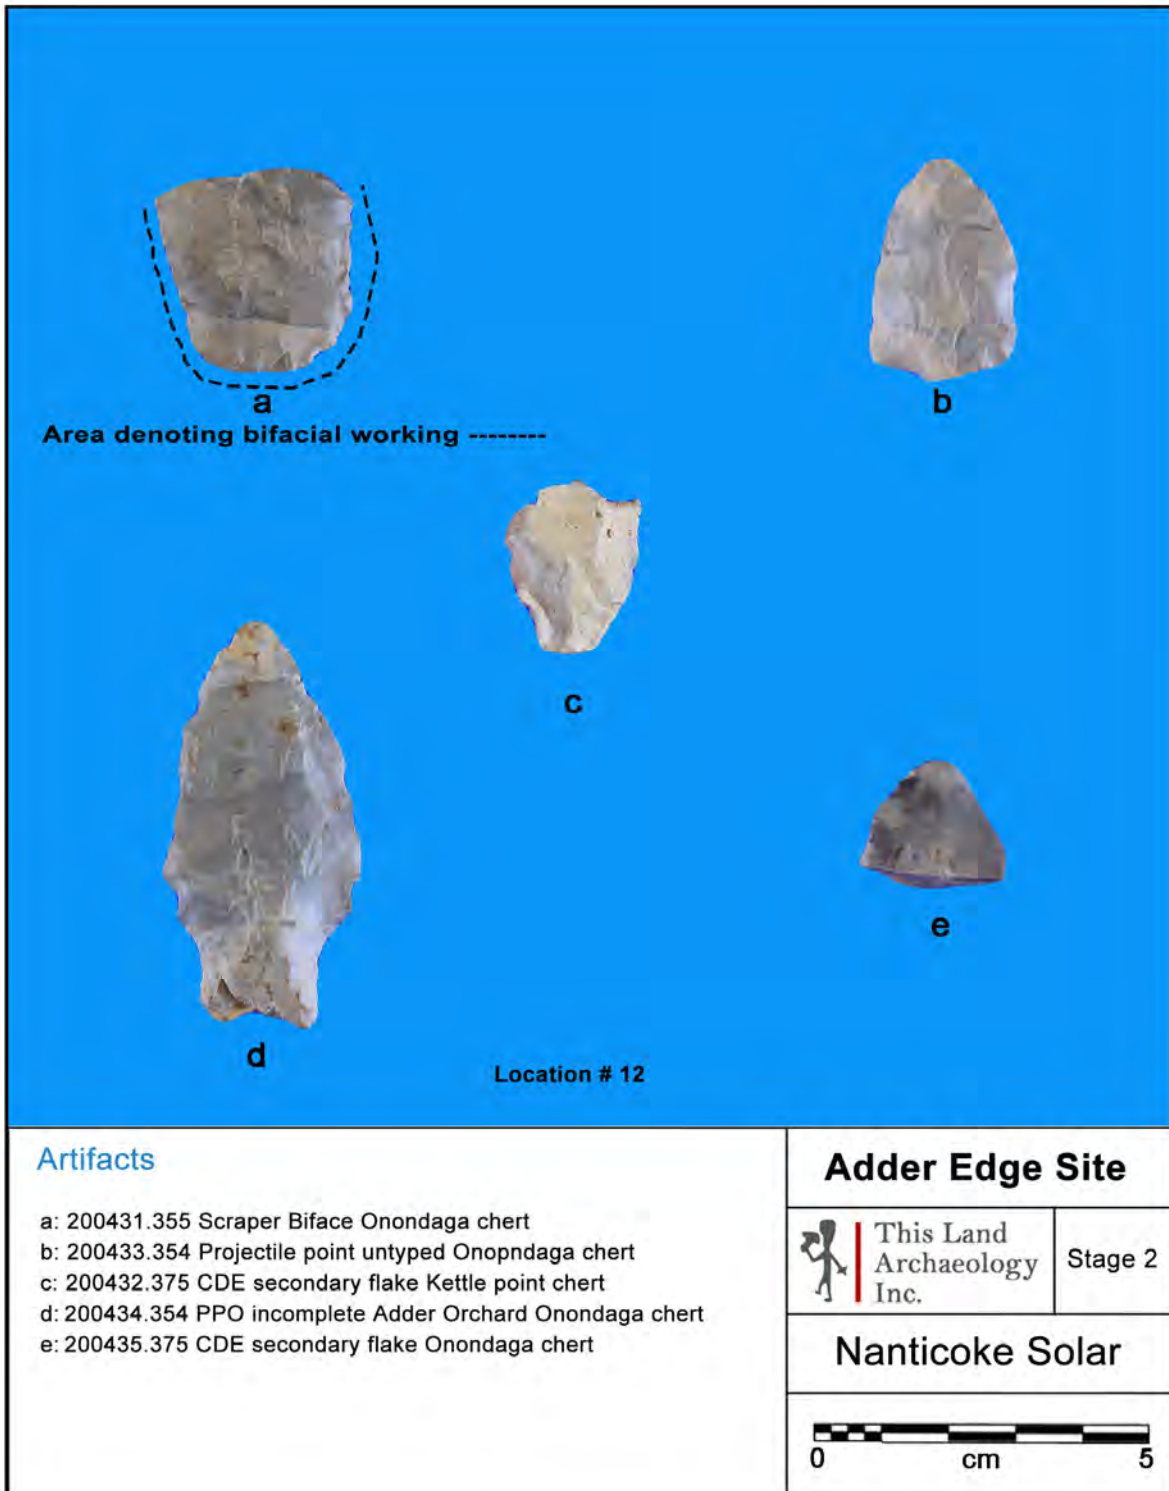 a
b
Area denoting bifacial working --------
c
e
d
Location # 12
Artifacts
a: 200431.355 Scraper Biface Onondaga chert
b: 200433.354 Projectile point untyped Onopndaga chert
c: 200432.375 CDE secondary flake Kettle point chert
d: 200434.354 PPO incomplete Adder Orchard Onondaga chert
e: 200435.375 CDE secondary flake Onondaga chert
Adder Edge Site
This Land
Archaeology
Inc.
Stage 2
Nanticoke Solar
0 cm 5